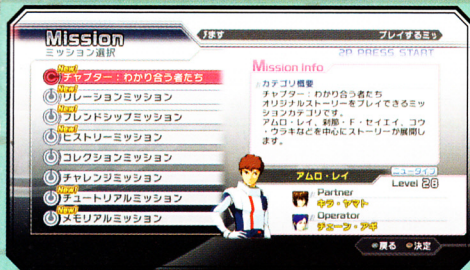 Mission
ミッション選択
ます
プレイするミッ
2P PRESS START
New!
チャプター：わかり合う者たち
New!
リレーションミッション
New!
フレンドシップミッション
New!
ヒストリーミッション
コレクションミッション
New!
チャレンジミッション
New!
チュートリアルミッション
New!
メモリアルミッション
Mission Info
カテゴリ概要
チャプター：わかり合う者たち
オリジナルストーリーをプレイできるミッ
ションカテゴリです。
アムロ・レイ、刹那・F・セイエイ、コウ
・ウラキなどを中心にストーリーが展開し
ます。
ニュータイプ
アムロ・レイ
Level 28
Partner
キラ・ヤマト
Operator
チェーン・アギ
戻る
決定